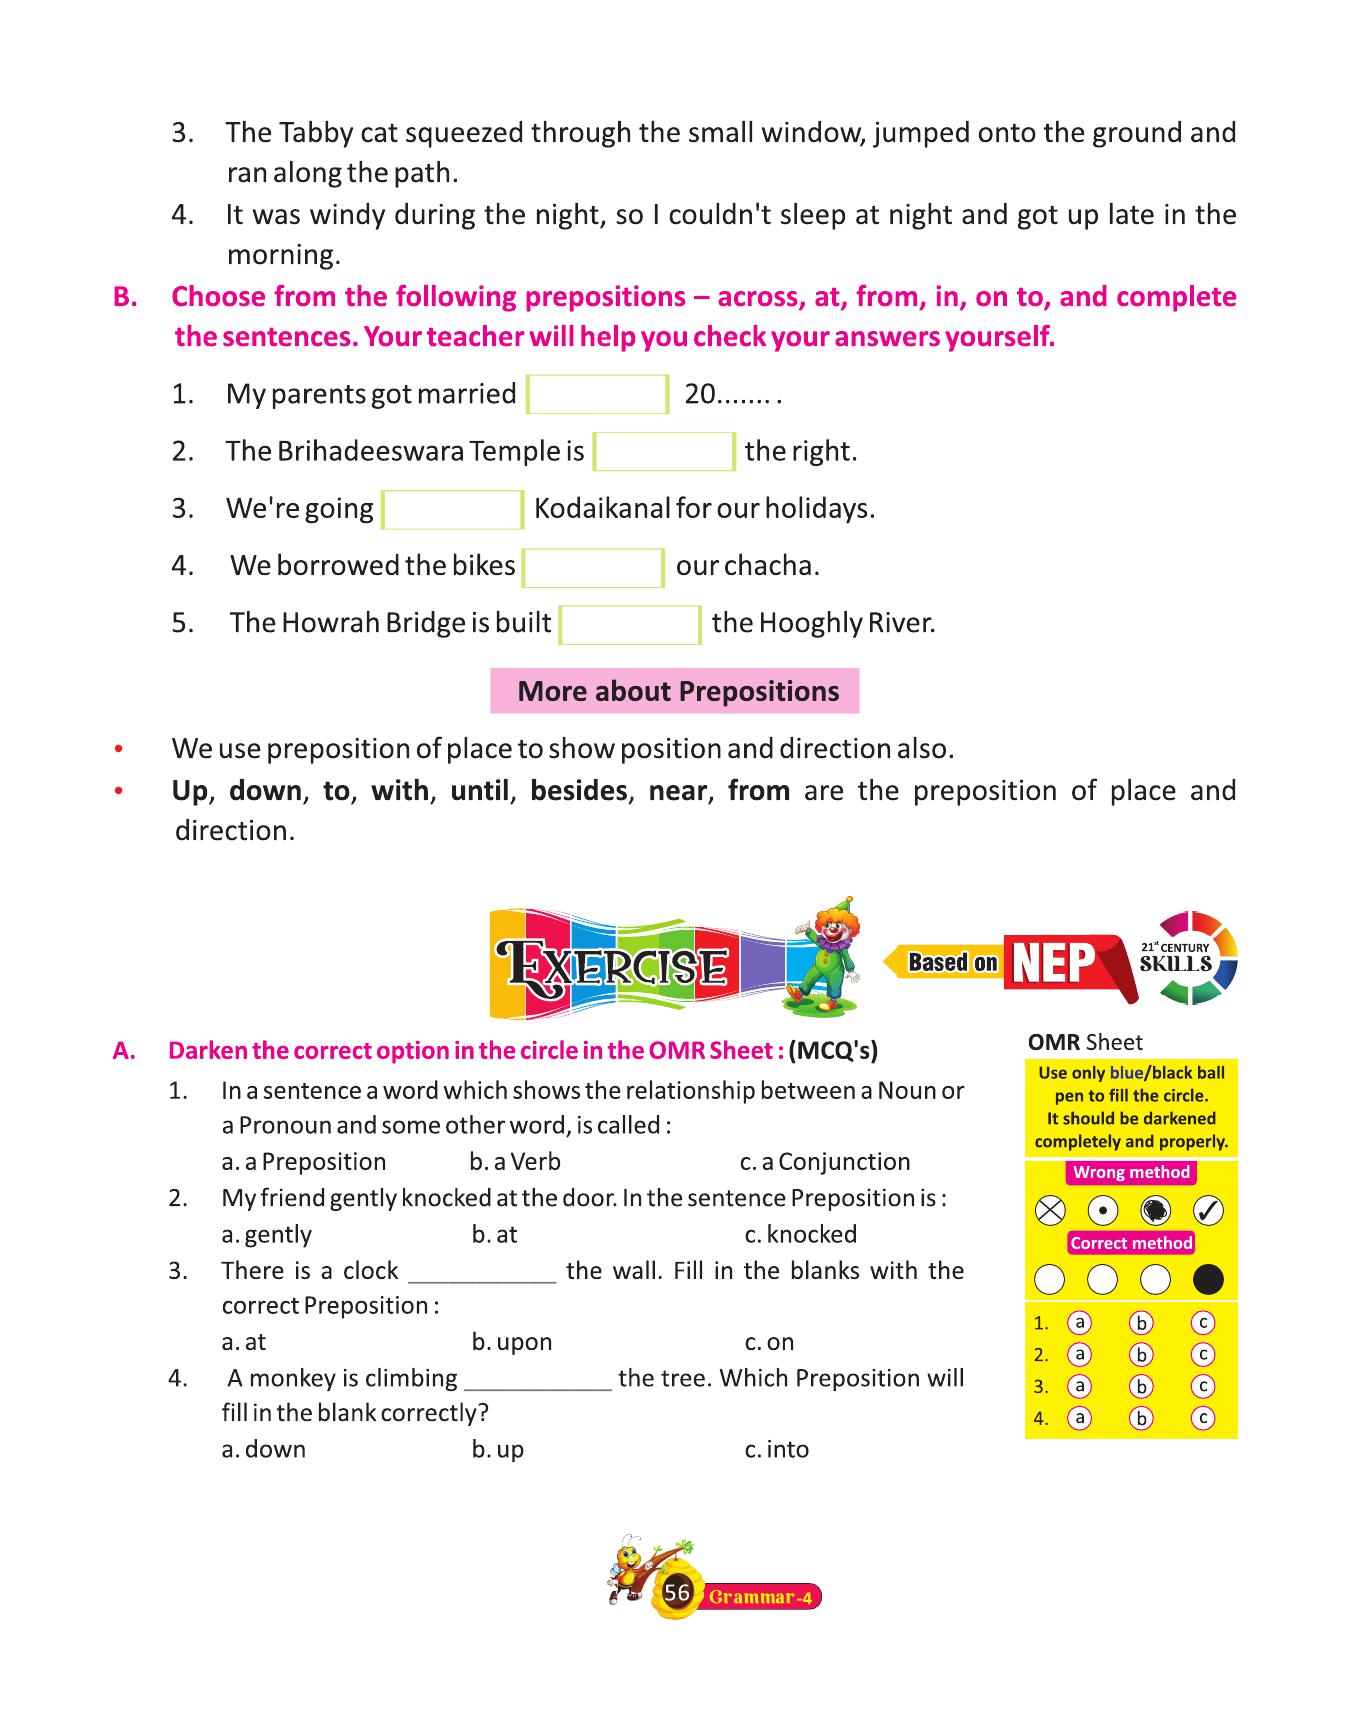 3. The Tabby cat squeezed through the small window, jumped onto the ground and
ran along the path.
4. It was windy during the night, so I couldn't sleep at night and got up late in the
morning.
B. Choose from the following prepositions – across, at, from, in, on to, and complete
the sentences. Your teacher will help you check your answers yourself.
1. My parents got married 20....... .
2. The Brihadeeswara Temple is the right.
3. We're going Kodaikanal for our holidays.
4. We borrowed the bikes our chacha.
5. The Howrah Bridge is built the Hooghly River.
More about Prepositions
• We use preposition of place to show position and direction also.
• Up, down, to, with, until, besides, near, from are the preposition of place and
direction.
EXERCISE
Based on NEP
21st CENTURY
SKILLS
A. Darken the correct option in the circle in the OMR Sheet : (MCQ's)
1. In a sentence a word which shows the relationship between a Noun or
a Pronoun and some other word, is called :
a. a Preposition b. a Verb c. a Conjunction
2. My friend gently knocked at the door. In the sentence Preposition is :
a. gently b. at c. knocked
3. There is a clock ___________ the wall. Fill in the blanks with the
correct Preposition :
a. at b. upon c. on
4. A monkey is climbing ___________ the tree. Which Preposition will
fill in the blank correctly?
a. down b. up c. into
OMR Sheet
Use only blue/black ball
pen to fill the circle.
It should be darkened
completely and properly.
Wrong method
Correct method
1. a b c
2. a b c
3. a b c
4. a b c
56 Grammar-4